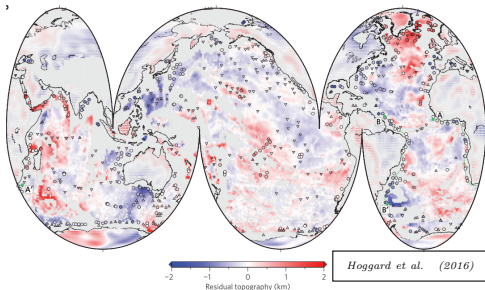 A
A'
B
B'
A
−2 −1 0 1 2
Residual topography (km)
Hoggard et al. (2016)